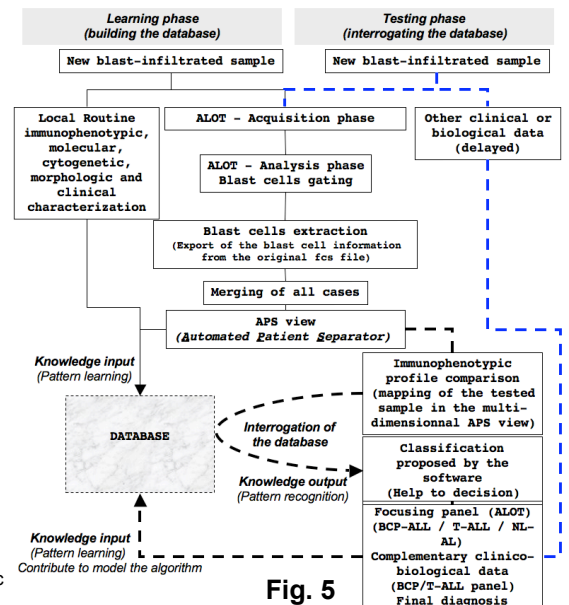 Learning phase
(building the database)
Testing phase
(interrogating the database)
New blast-infiltrated sample
New blast-infiltrated sample
Local Routine
immunophenotypic,
molecular,
cytogenetic,
morphologic and
clinical
characterization
ALOT - Acquisition phase
Other clinical or
biological data
(delayed)
ALOT - Analysis phase
Blast cells gating
Blast cells extraction
(Export of the blast cell information
from the original fcs file)
Merging of all cases
APS view
(Automated Patient Separator)
Knowledge input
(Pattern learning)
Immunophenotypic
profile comparison
(mapping of the tested
sample in the multi-
dimensionnal APS view)
DATABASE
Interrogation of
the database
Classification
proposed by the
software
(Help to decision)
Knowledge output
(Pattern recognition)
Knowledge input
(Pattern learning)
Contribute to model the algorithm
Focusing panel (ALOT)
(BCP-ALL / T-ALL / NL-
AL)
Complementary clinico-
biological data
(BCP/T-ALL panel)
Final diagnosis
c
Fig. 5